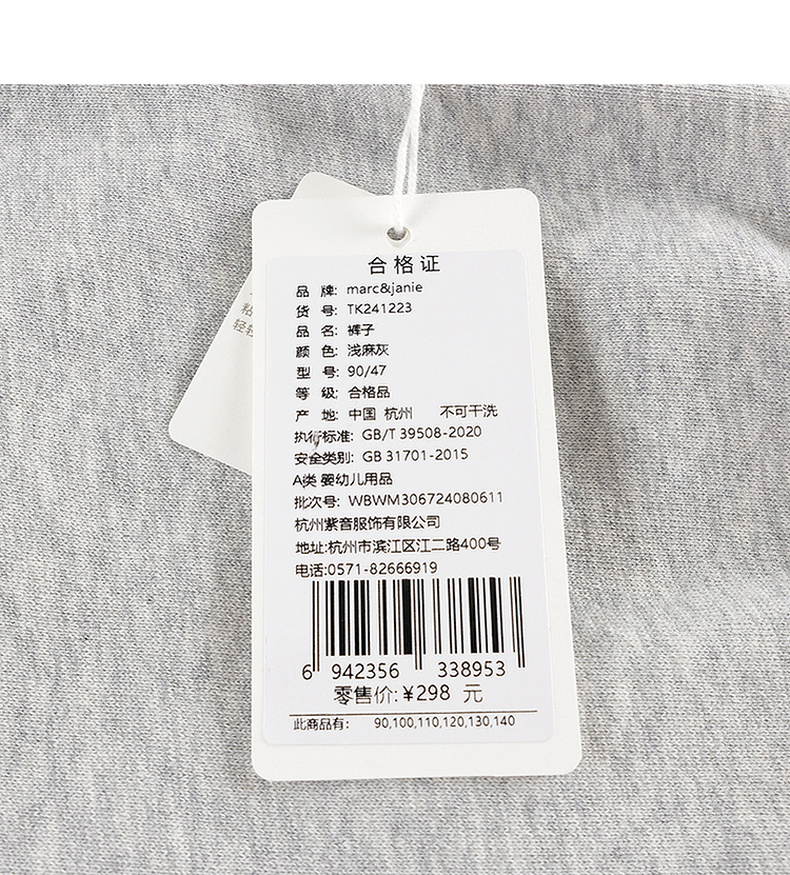 合格证
品 牌: marc&janie
货 号: TK241223
品 名: 裤子
颜 色: 浅麻灰
型 号: 90/47
等 级: 合格品
产 地: 中国 杭州 不可干洗
执行标准: GB/T 39508-2020
安全类别: GB 31701-2015
A类 婴幼儿用品
批次号: WBWM306724080611
杭州紫音服饰有限公司
地址:杭州市滨江区江二路400号
电话:0571-82666919
6 942356 338953
零售价:¥298 元
此商品有: 90,100,110,120,130,140
粘
轻轻